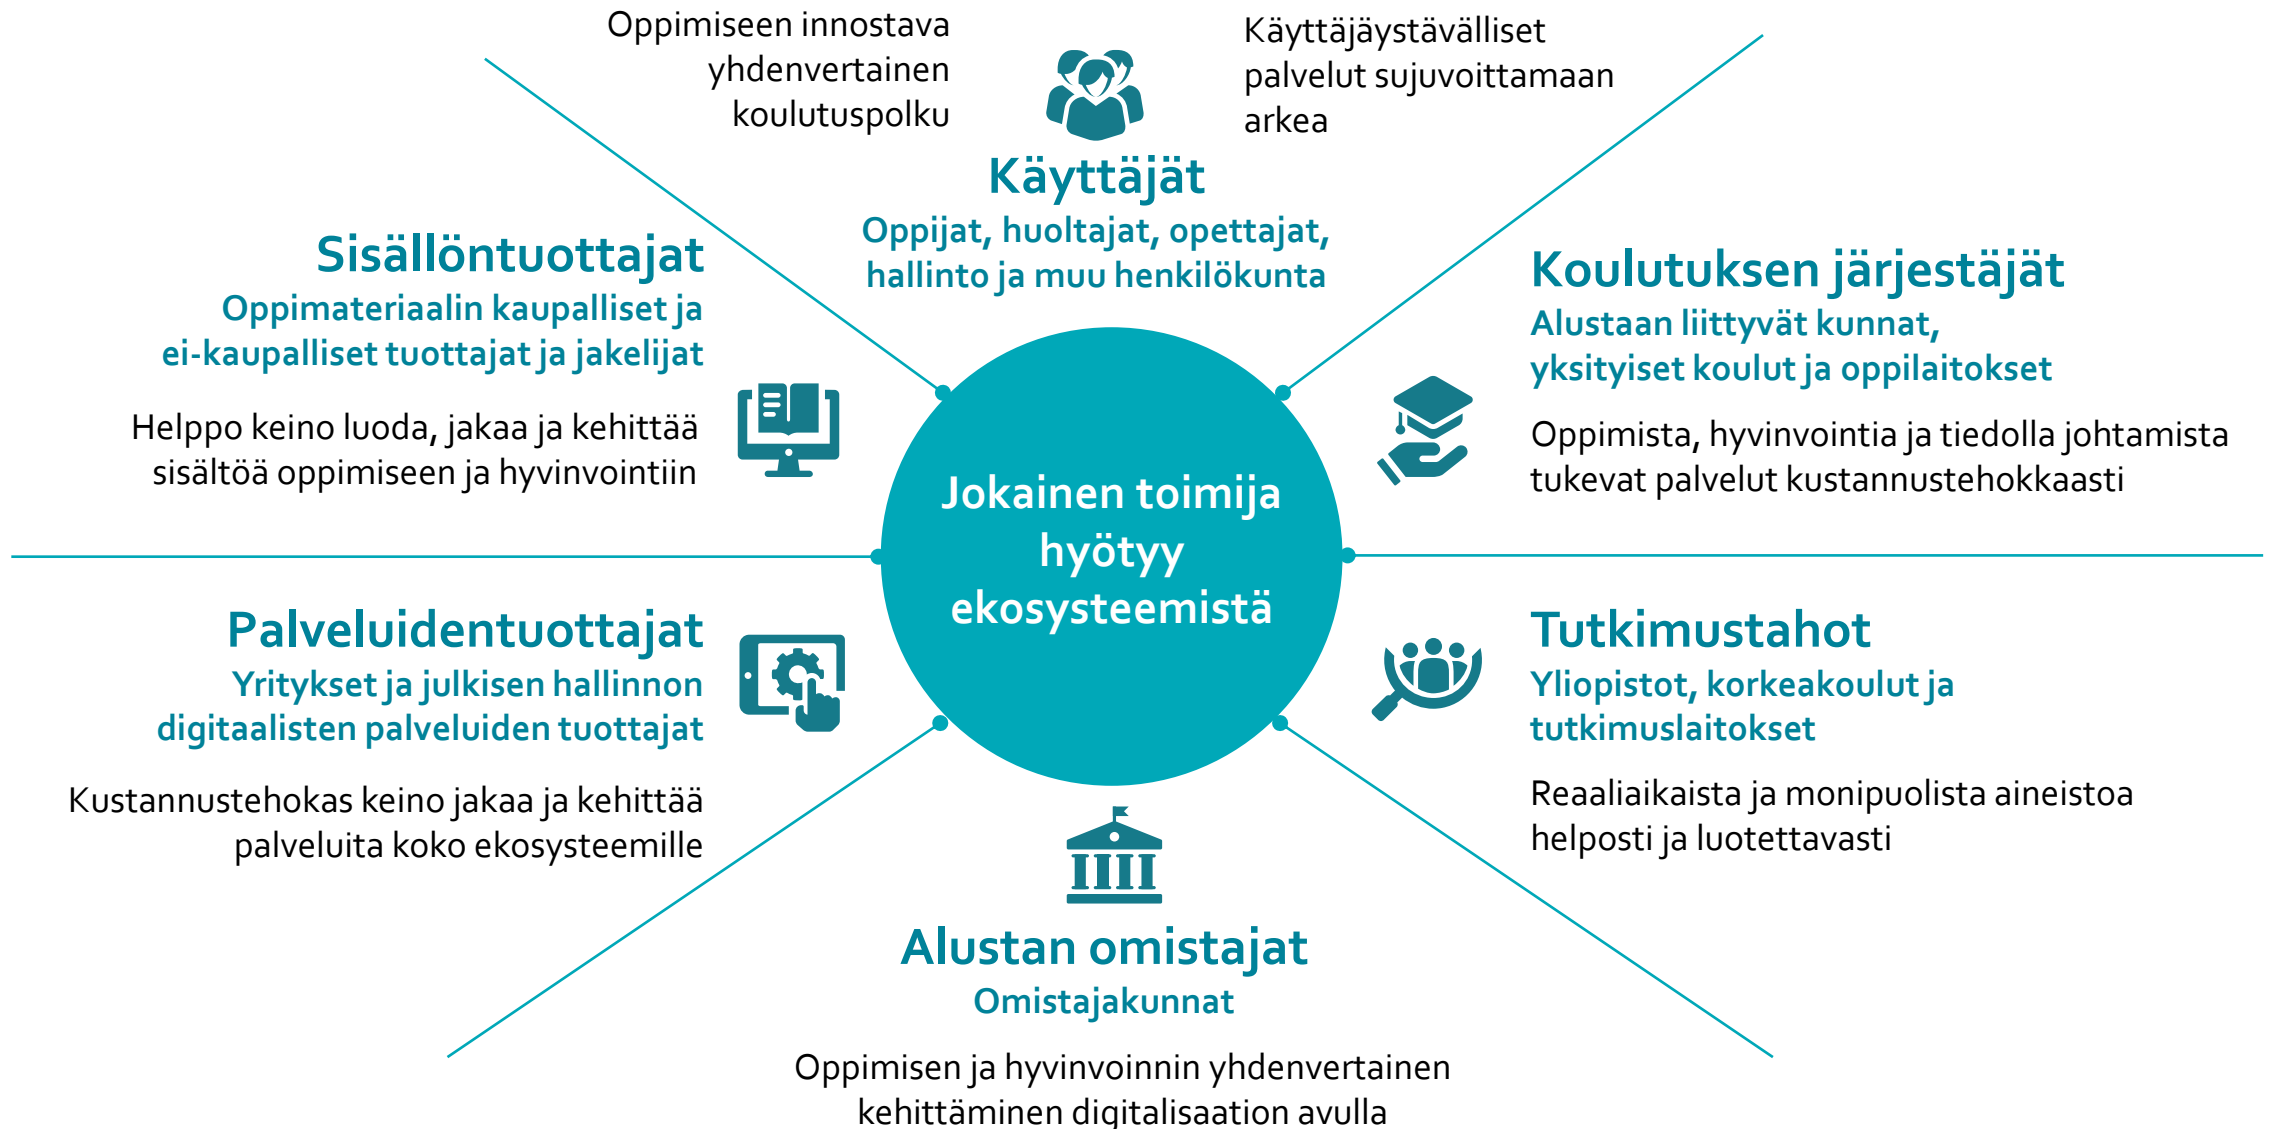 Oppimiseen innostava
yhdenvertainen
koulutuspolku
Käyttäjäystävälliset
palvelut sujuvoittamaan
arkea
Käyttäjät
Oppijat, huoltajat, opettajat,
hallinto ja muu henkilökunta
Sisällöntuottajat
Oppimateriaalin kaupalliset ja
ei-kaupalliset tuottajat ja jakelijat
Helppo keino luoda, jakaa ja kehittää
sisältöä oppimiseen ja hyvinvointiin
Koulutuksen järjestäjät
Alustaan liittyvät kunnat,
yksityiset koulut ja oppilaitokset
Oppimista, hyvinvointia ja tiedolla johtamista
tukevat palvelut kustannustehokkaasti
Jokainen toimija
hyötyy
ekosysteemistä
Palveluidentuottajat
Yritykset ja julkisen hallinnon
digitaalisten palveluiden tuottajat
Kustannustehokas keino jakaa ja kehittää
palveluita koko ekosysteemille
Tutkimustahot
Yliopistot, korkeakoulut ja
tutkimuslaitokset
Reaaliaikaista ja monipuolista aineistoa
helposti ja luotettavasti
Alustan omistajat
Omistajakunnat
Oppimisen ja hyvinvoinnin yhdenvertainen
kehittäminen digitalisaation avulla